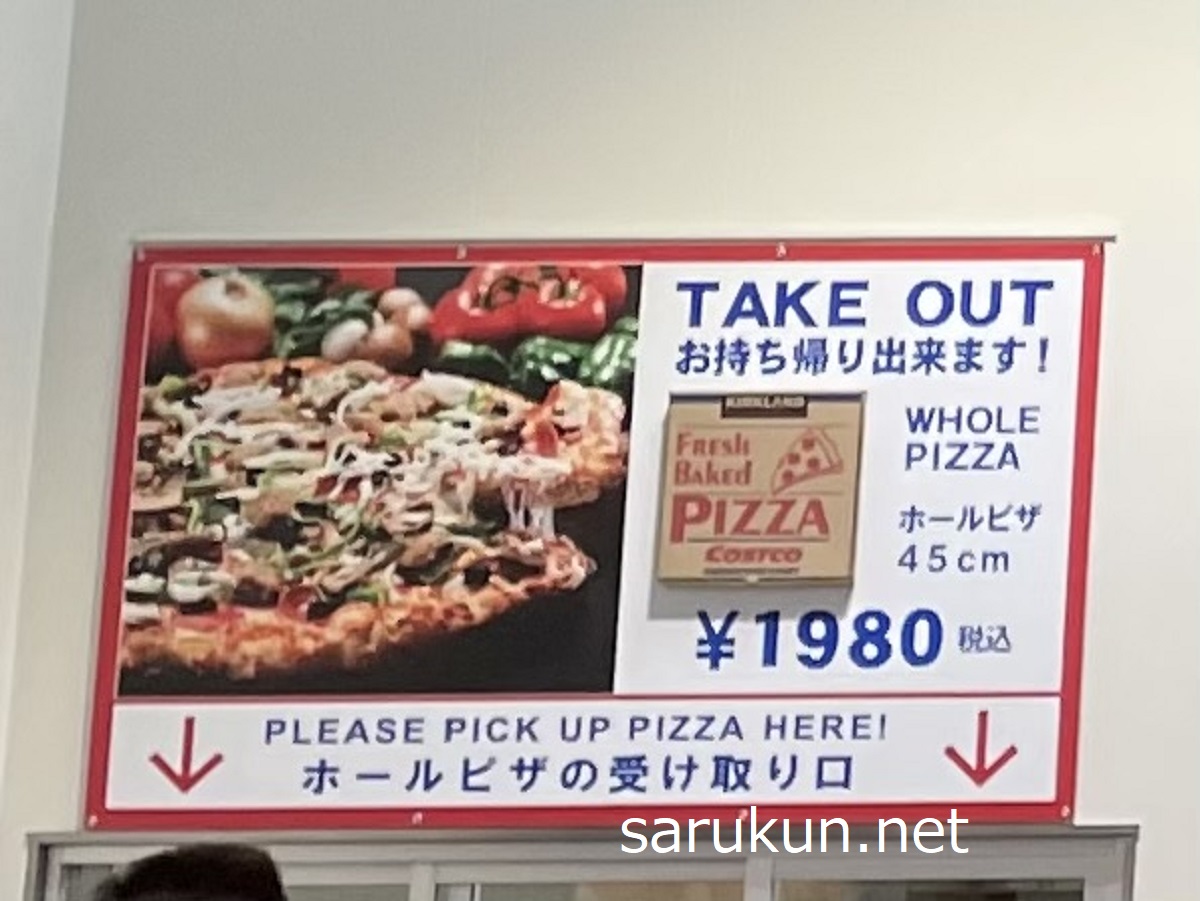 TAKE OUT
お持ち帰り出来ます!
KIRKLAND
Fresh
Baked
PIZZA
Costco
WHOLE
PIZZA
ホールピザ
45cm
¥1980 税込
PLEASE PICK UP PIZZA HERE!
ホールピザの受け取り口
sarukun.net